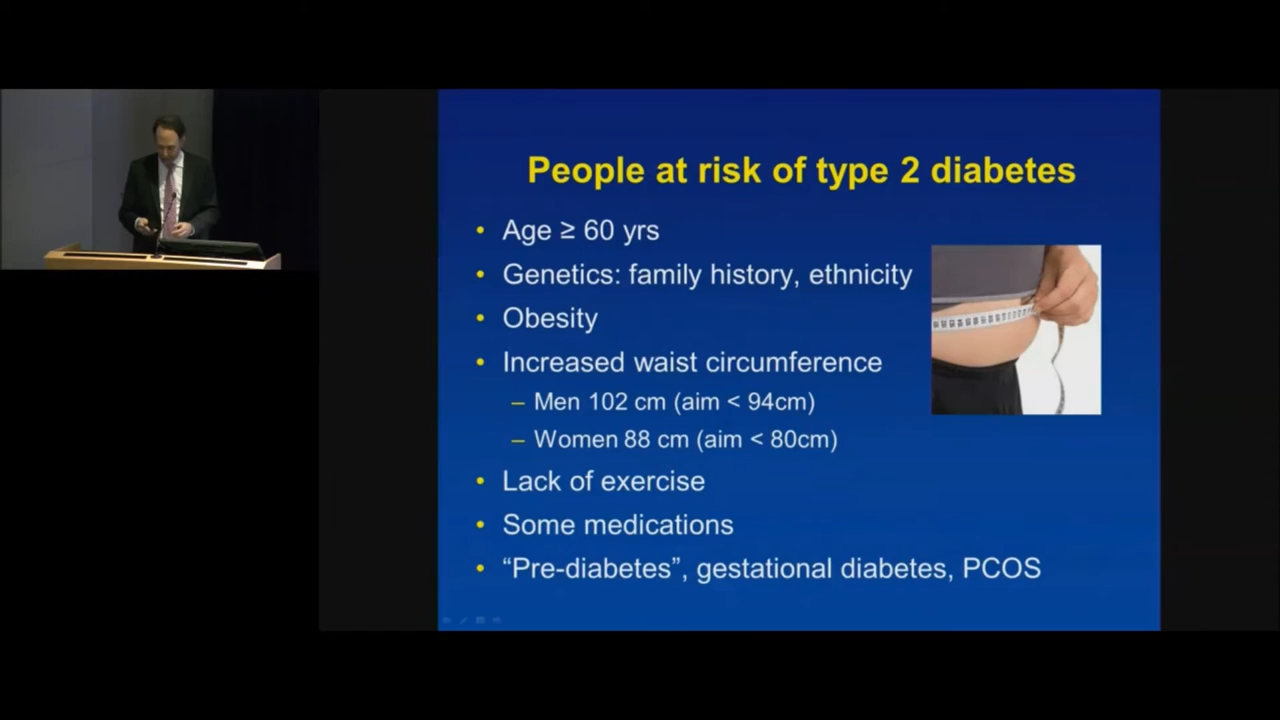 People at risk of type 2 diabetes
• Age ≥ 60 yrs
• Genetics: family history, ethnicity
• Obesity
• Increased waist circumference
– Men 102 cm (aim < 94cm)
– Women 88 cm (aim < 80cm)
• Lack of exercise
• Some medications
• “Pre-diabetes”, gestational diabetes, PCOS